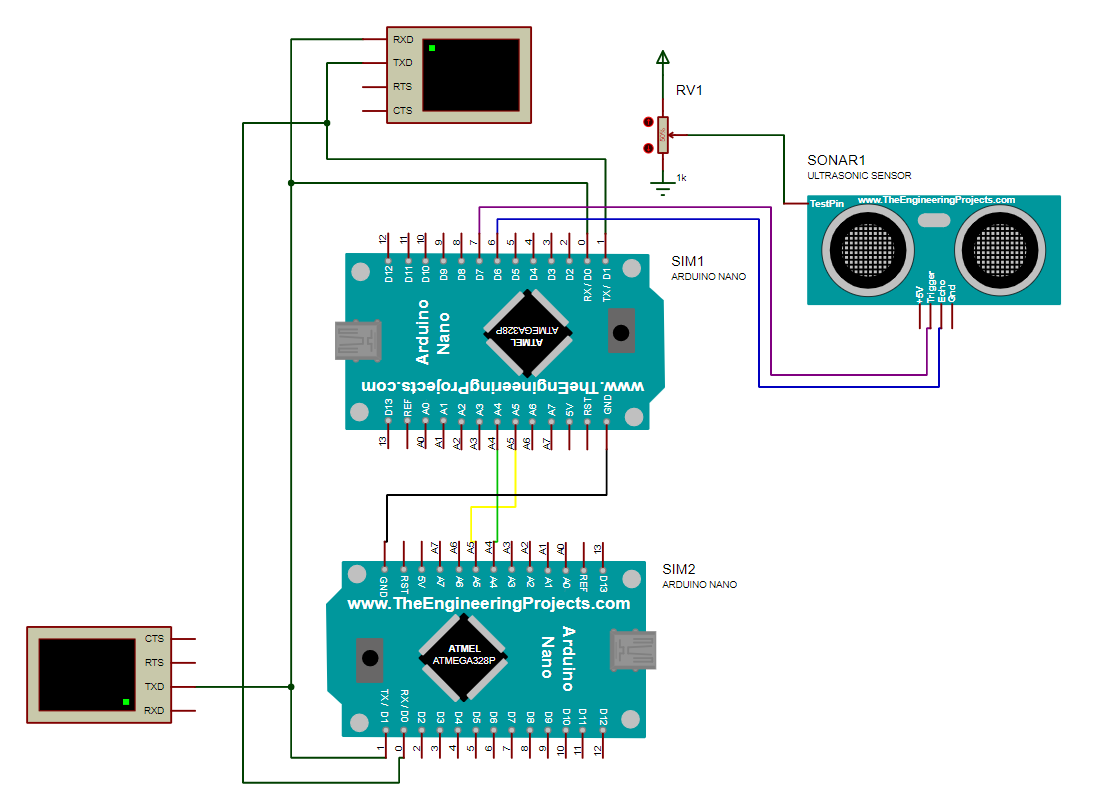 RXD
TXD
RTS
CTS
RV1
50%
1k
SONAR1
ULTRASONIC SENSOR
TestPin
www.TheEngineeringProjects.com
+5V
Trigger
Echo
Gnd
12
11
10
9
8
7
6
5
4
3
2
0
1
D12
D11
D10
D9
D8
D7
D6
D5
D4
D3
D2
RX / D0
TX / D1
SIM1
ARDUINO NANO
Arduino
Nano
ATMEL
ATMEGA328P
www.TheEngineeringProjects.com
D13
REF
A0
A1
A2
A3
A4
A5
A6
A7
5V
RST
GND
13
A0
A1
A2
A3
A4
A5
A6
A7
A7
A6
A5
A4
A3
A2
A1
A0
13
GND
RST
5V
A7
A6
A5
A4
A3
A2
A1
A0
REF
D13
SIM2
ARDUINO NANO
www.TheEngineeringProjects.com
ATMEL
ATMEGA328P
Arduino
Nano
TX / D1
RX / D0
D2
D3
D4
D5
D6
D7
D8
D9
D10
D11
D12
1
0
2
3
4
5
6
7
8
9
10
11
12
CTS
RTS
TXD
RXD